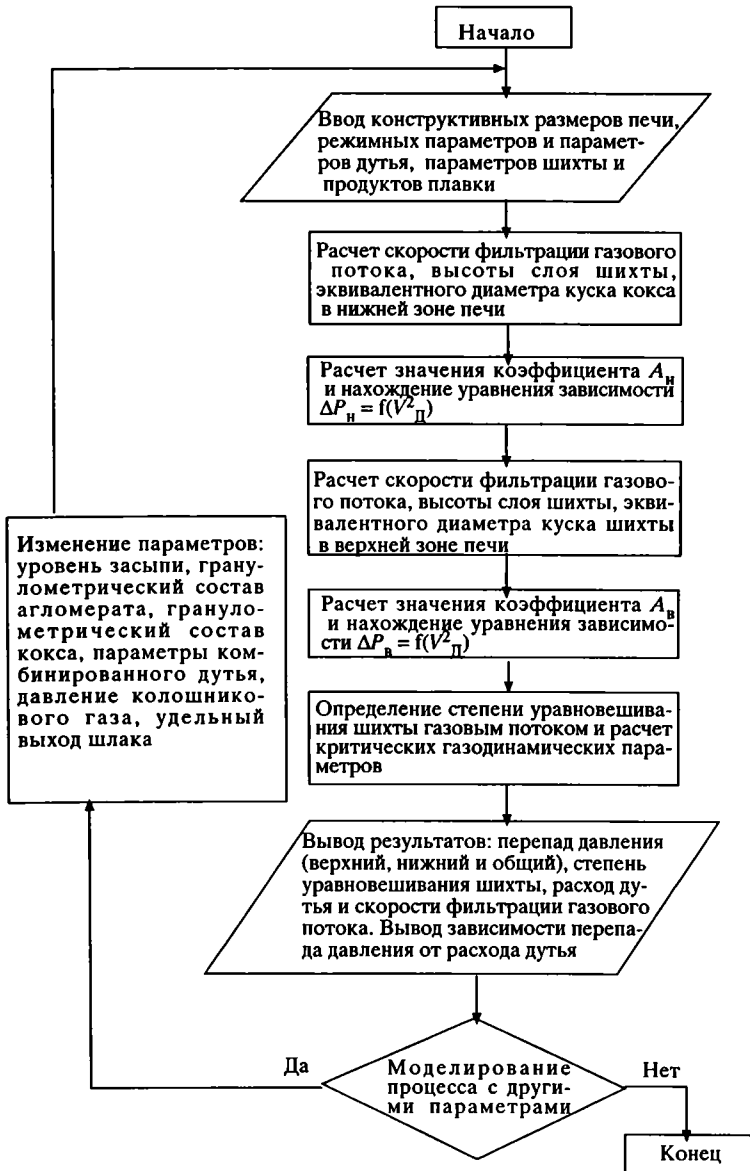 Начало
Ввод конструктивных размеров печи,
режимных параметров и парамет-
ров дутья, параметров шихты и
продуктов плавки
Расчет скорости фильтрации газового
потока, высоты слоя шихты,
эквивалентного диаметра куска кокса
в нижней зоне печи
Расчет значения коэффициента Aн
и нахождение уравнения зависимости
ΔPн = f(V²д)
Расчет скорости фильтрации газово-
го потока, высоты слоя шихты, экви-
валентного диаметра куска шихты
в верхней зоне печи
Расчет значения коэффициента Aв
и нахождение уравнения зависимо-
сти ΔPв = f(V²д)
Определение степени уравновешива-
ния шихты газовым потоком и расчет
критических газодинамических пара-
метров
Вывод результатов: перепад давления
(верхний, нижний и общий), степень
уравновешивания шихты, расход ду-
тья и скорости фильтрации газового
потока. Вывод зависимости перепа-
да давления от расхода дутья
Моделирование
процесса с други-
ми параметрами
Да
Нет
Изменение параметров:
уровень засыпи, грану-
лометрический состав
агломерата, грануло-
метрический состав
кокса, параметры ком-
бинированного дутья,
давление колошнико-
вого газа, удельный
выход шлака
Конец